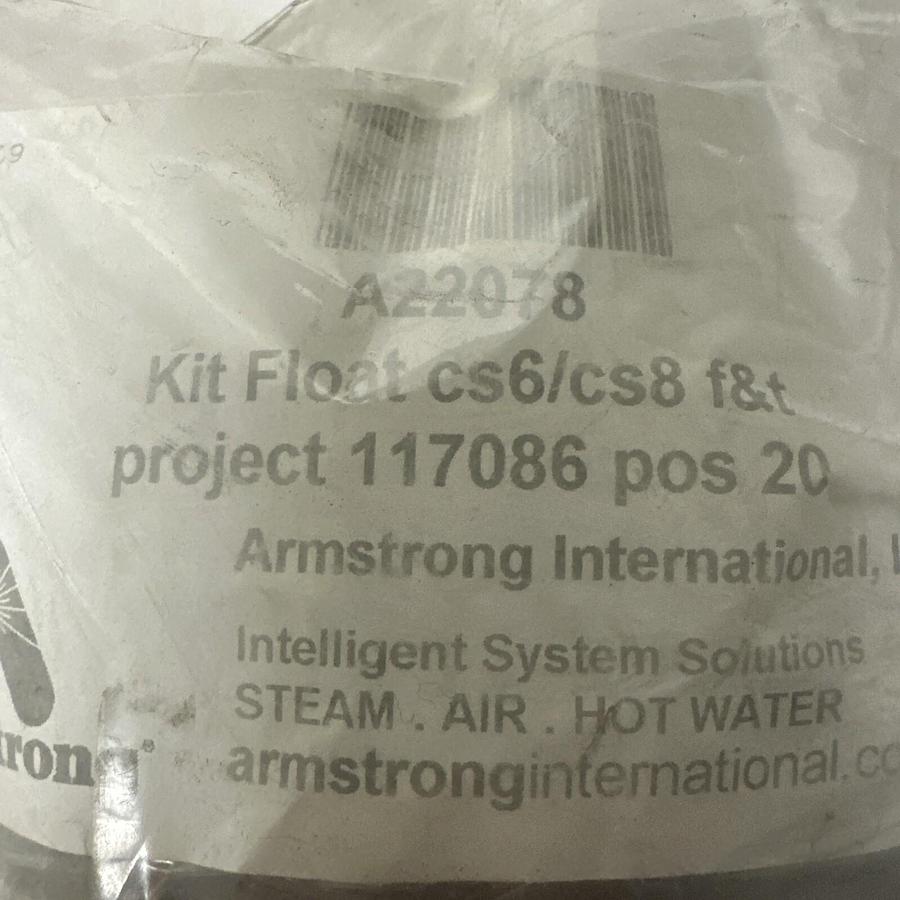 A22078
Kit Float cs6/cs8 f&t
project 117086 pos 20
Armstrong International,
Intelligent System Solutions
STEAM . AIR . HOT WATER
armstronginternational.co